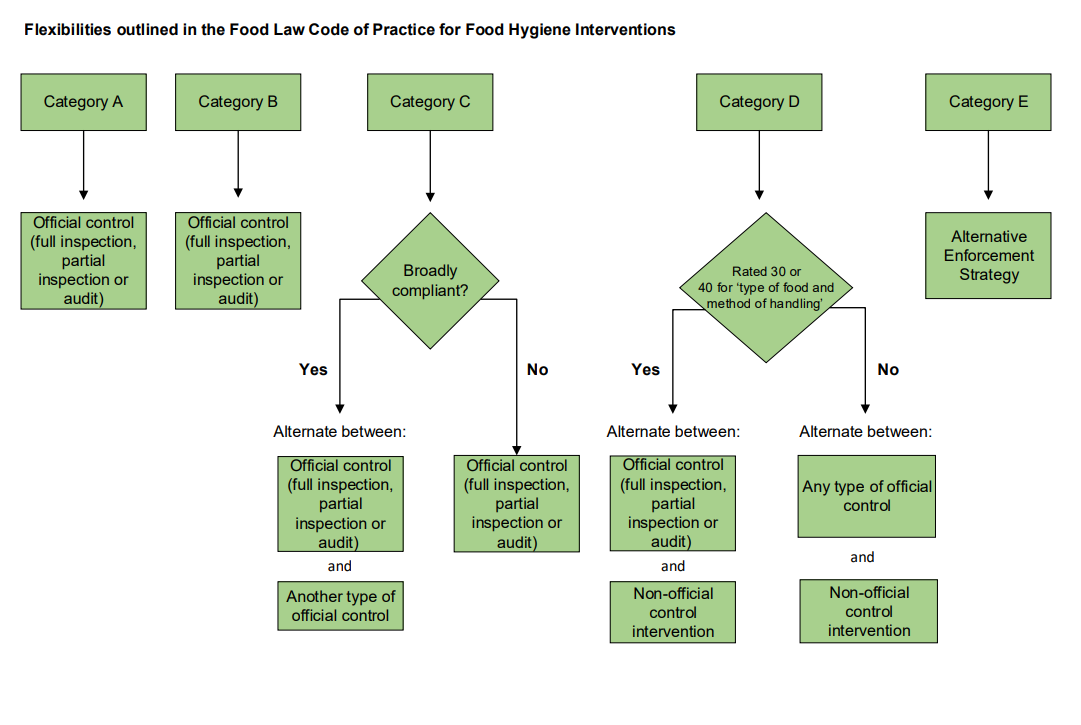 Flexibilities outlined in the Food Law Code of Practice for Food Hygiene Interventions
Category A
Category B
Category C
Category D
Category E
Official control
(full inspection,
partial
inspection or
audit)
Official control
(full inspection,
partial
inspection or
audit)
Broadly
compliant?
Rated 30 or
40 for ‘type of food and
method of handling’
Alternative
Enforcement
Strategy
Yes
No
Yes
No
Alternate between:
Official control
(full inspection,
partial
inspection or
audit)
and
Another type of
official control
Official control
(full inspection,
partial
inspection or
audit)
Alternate between:
Official control
(full inspection,
partial
inspection or
audit)
and
Non-official
control
intervention
Alternate between:
Any type of official
control
and
Non-official
control
intervention